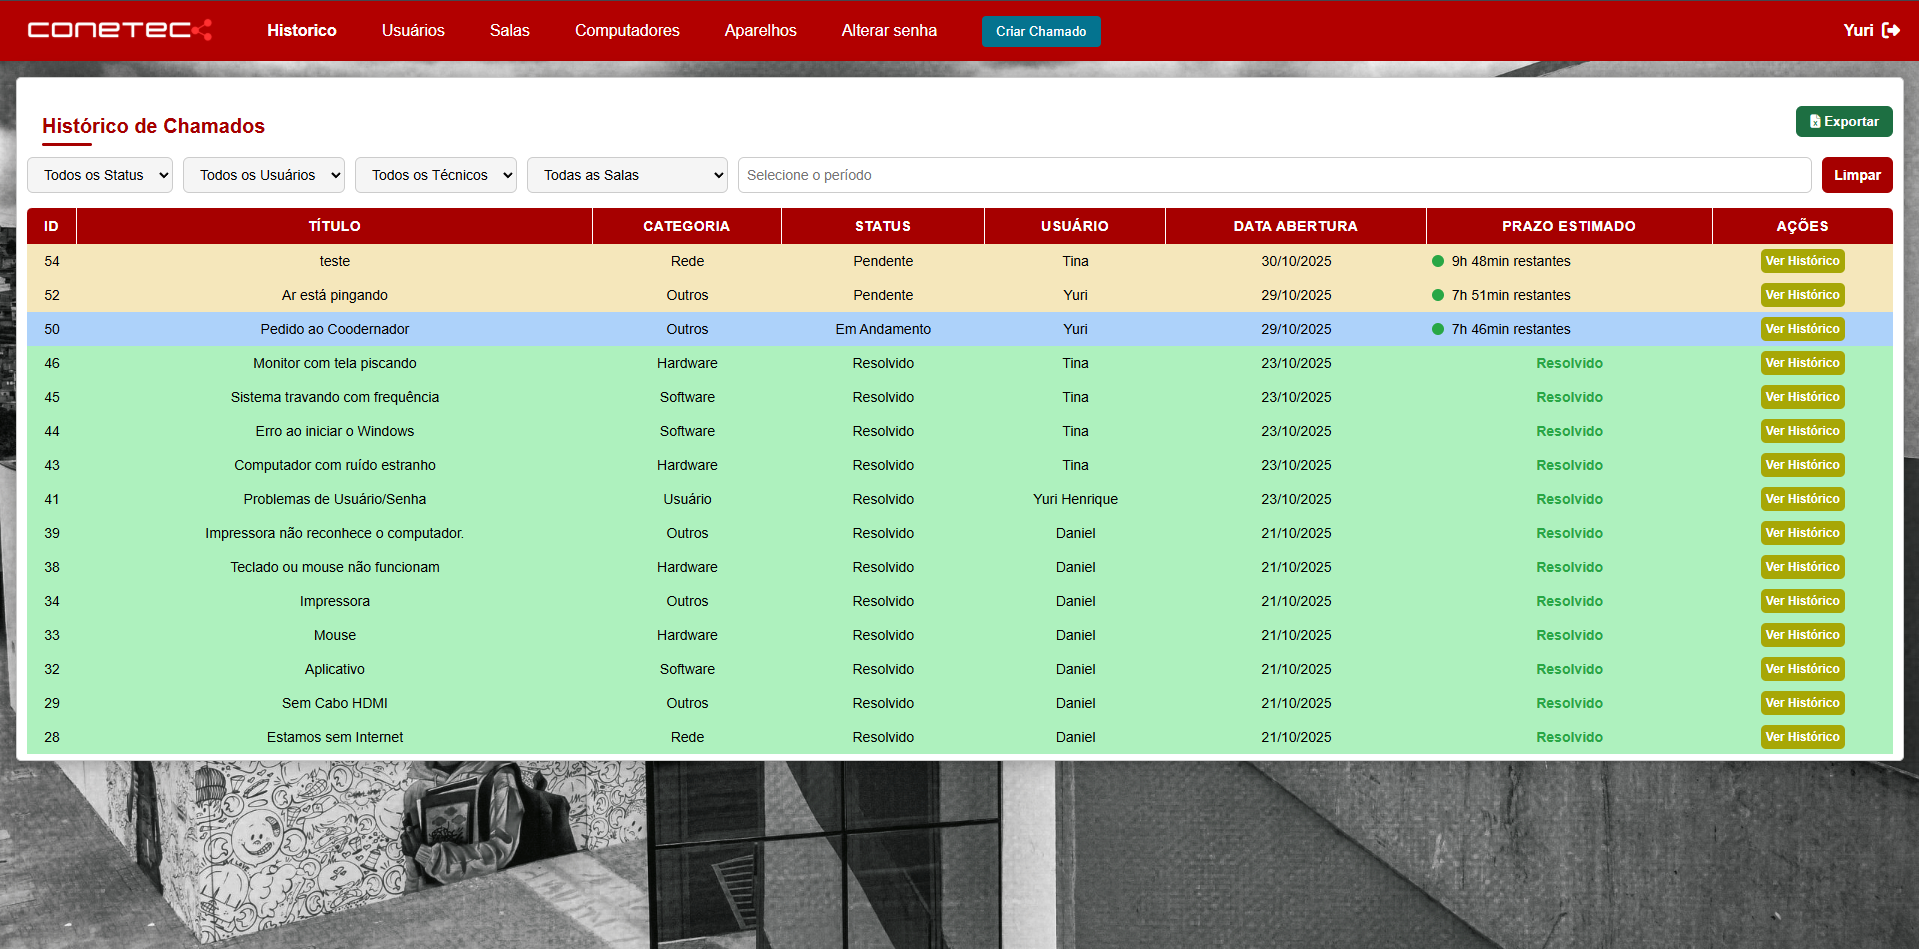 CONETEC Historico Usuários Salas Computadores Aparelhos Alterar senha Criar Chamado Yuri
Histórico de Chamados Exportar
Todos os Status Todos os Usuários Todos os Técnicos Todas as Salas Selecione o período Limpar
ID TÍTULO CATEGORIA STATUS USUÁRIO DATA ABERTURA PRAZO ESTIMADO AÇÕES
54 teste Rede Pendente Tina 30/10/2025 9h 48min restantes Ver Histórico
52 Ar está pingando Outros Pendente Yuri 29/10/2025 7h 51min restantes Ver Histórico
50 Pedido ao Coodernador Outros Em Andamento Yuri 29/10/2025 7h 46min restantes Ver Histórico
46 Monitor com tela piscando Hardware Resolvido Tina 23/10/2025 Resolvido Ver Histórico
45 Sistema travando com frequência Software Resolvido Tina 23/10/2025 Resolvido Ver Histórico
44 Erro ao iniciar o Windows Software Resolvido Tina 23/10/2025 Resolvido Ver Histórico
43 Computador com ruído estranho Hardware Resolvido Tina 23/10/2025 Resolvido Ver Histórico
41 Problemas de Usuário/Senha Usuário Resolvido Yuri Henrique 23/10/2025 Resolvido Ver Histórico
39 Impressora não reconhece o computador. Outros Resolvido Daniel 21/10/2025 Resolvido Ver Histórico
38 Teclado ou mouse não funcionam Hardware Resolvido Daniel 21/10/2025 Resolvido Ver Histórico
34 Impressora Outros Resolvido Daniel 21/10/2025 Resolvido Ver Histórico
33 Mouse Hardware Resolvido Daniel 21/10/2025 Resolvido Ver Histórico
32 Aplicativo Software Resolvido Daniel 21/10/2025 Resolvido Ver Histórico
29 Sem Cabo HDMI Outros Resolvido Daniel 21/10/2025 Resolvido Ver Histórico
28 Estamos sem Internet Rede Resolvido Daniel 21/10/2025 Resolvido Ver Histórico